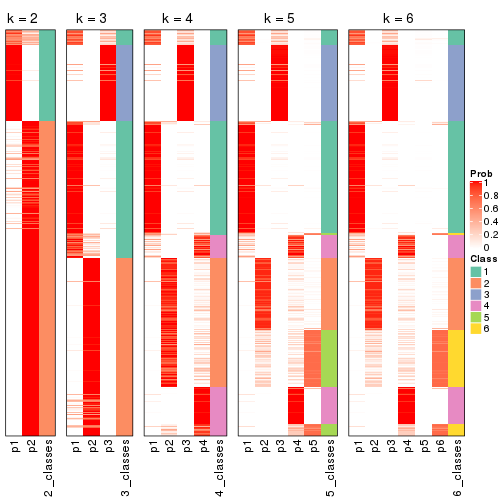 k = 2
k = 3
k = 4
k = 5
k = 6
p1
p2
2_classes
p1
p2
p3
3_classes
p1
p2
p3
p4
4_classes
p1
p2
p3
p4
p5
5_classes
p1
p2
p3
p4
p5
p6
6_classes
Prob
1
0.8
0.6
0.4
0.2
0
Class
1
2
3
4
5
6